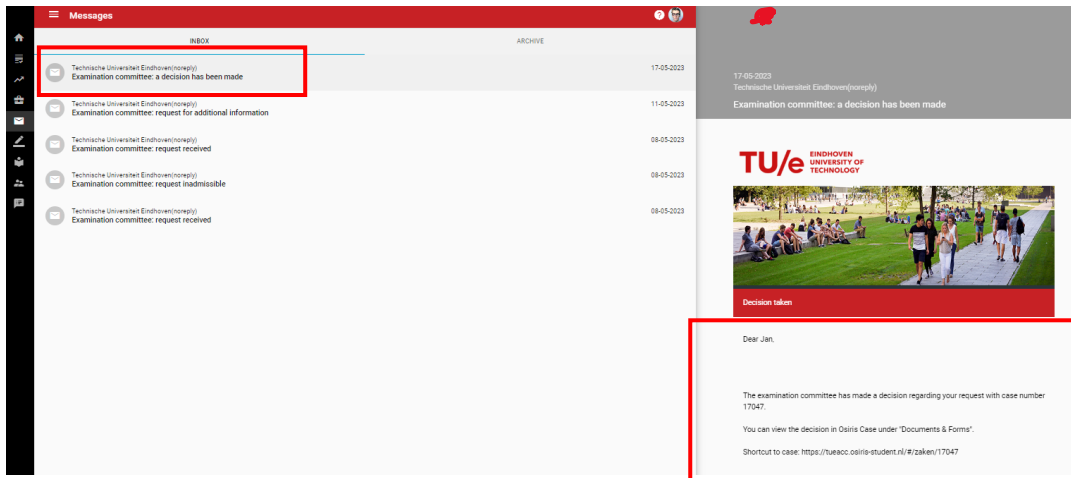 Messages
?
INBOX
ARCHIVE
Technische Universiteit Eindhoven(noreply)
17-05-2023
Examination committee: a decision has been made
Technische Universiteit Eindhoven(noreply)
11-05-2023
Examination committee: request for additional information
Technische Universiteit Eindhoven(noreply)
08-05-2023
Examination committee: request received
Technische Universiteit Eindhoven(noreply)
08-05-2023
Examination committee: request inadmissible
Technische Universiteit Eindhoven(noreply)
08-05-2023
Examination committee: request received
17-05-2023
Technische Universiteit Eindhoven(noreply)
Examination committee: a decision has been made
TU/e EINDHOVEN
UNIVERSITY OF
TECHNOLOGY
Decision taken
Dear Jan,
The examination committee has made a decision regarding your request with case number
17047.
You can view the decision in Osiris Case under "Documents & Forms".
Shortcut to case: https://tueacc.osiris-student.nl/#/zaken/17047